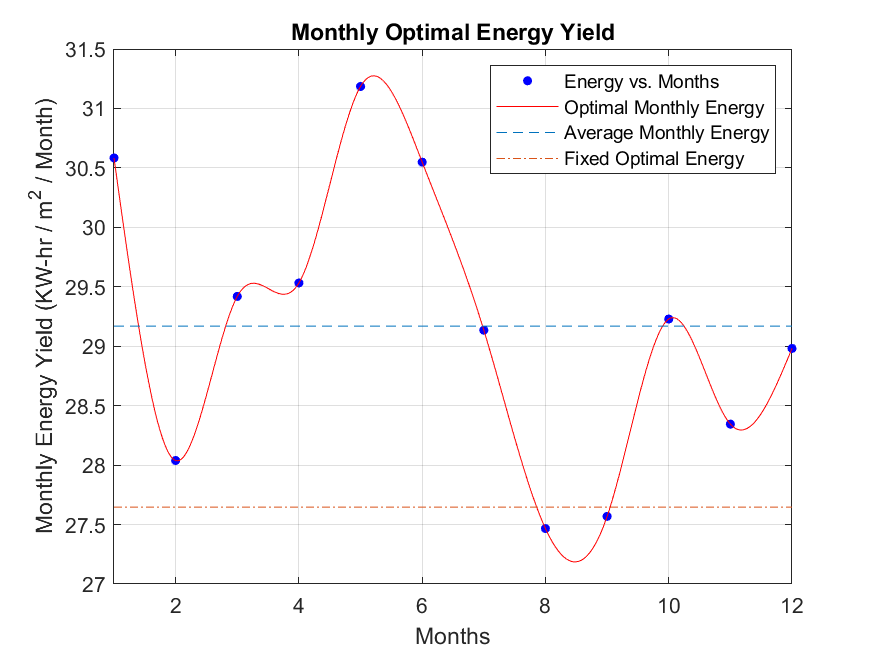 Monthly Optimal Energy Yield
Monthly Energy Yield (KW-hr / m² / Month)
31.5
31
30.5
30
29.5
29
28.5
28
27.5
27
Energy vs. Months
Optimal Monthly Energy
Average Monthly Energy
Fixed Optimal Energy
2 4 6 8 10 12
Months